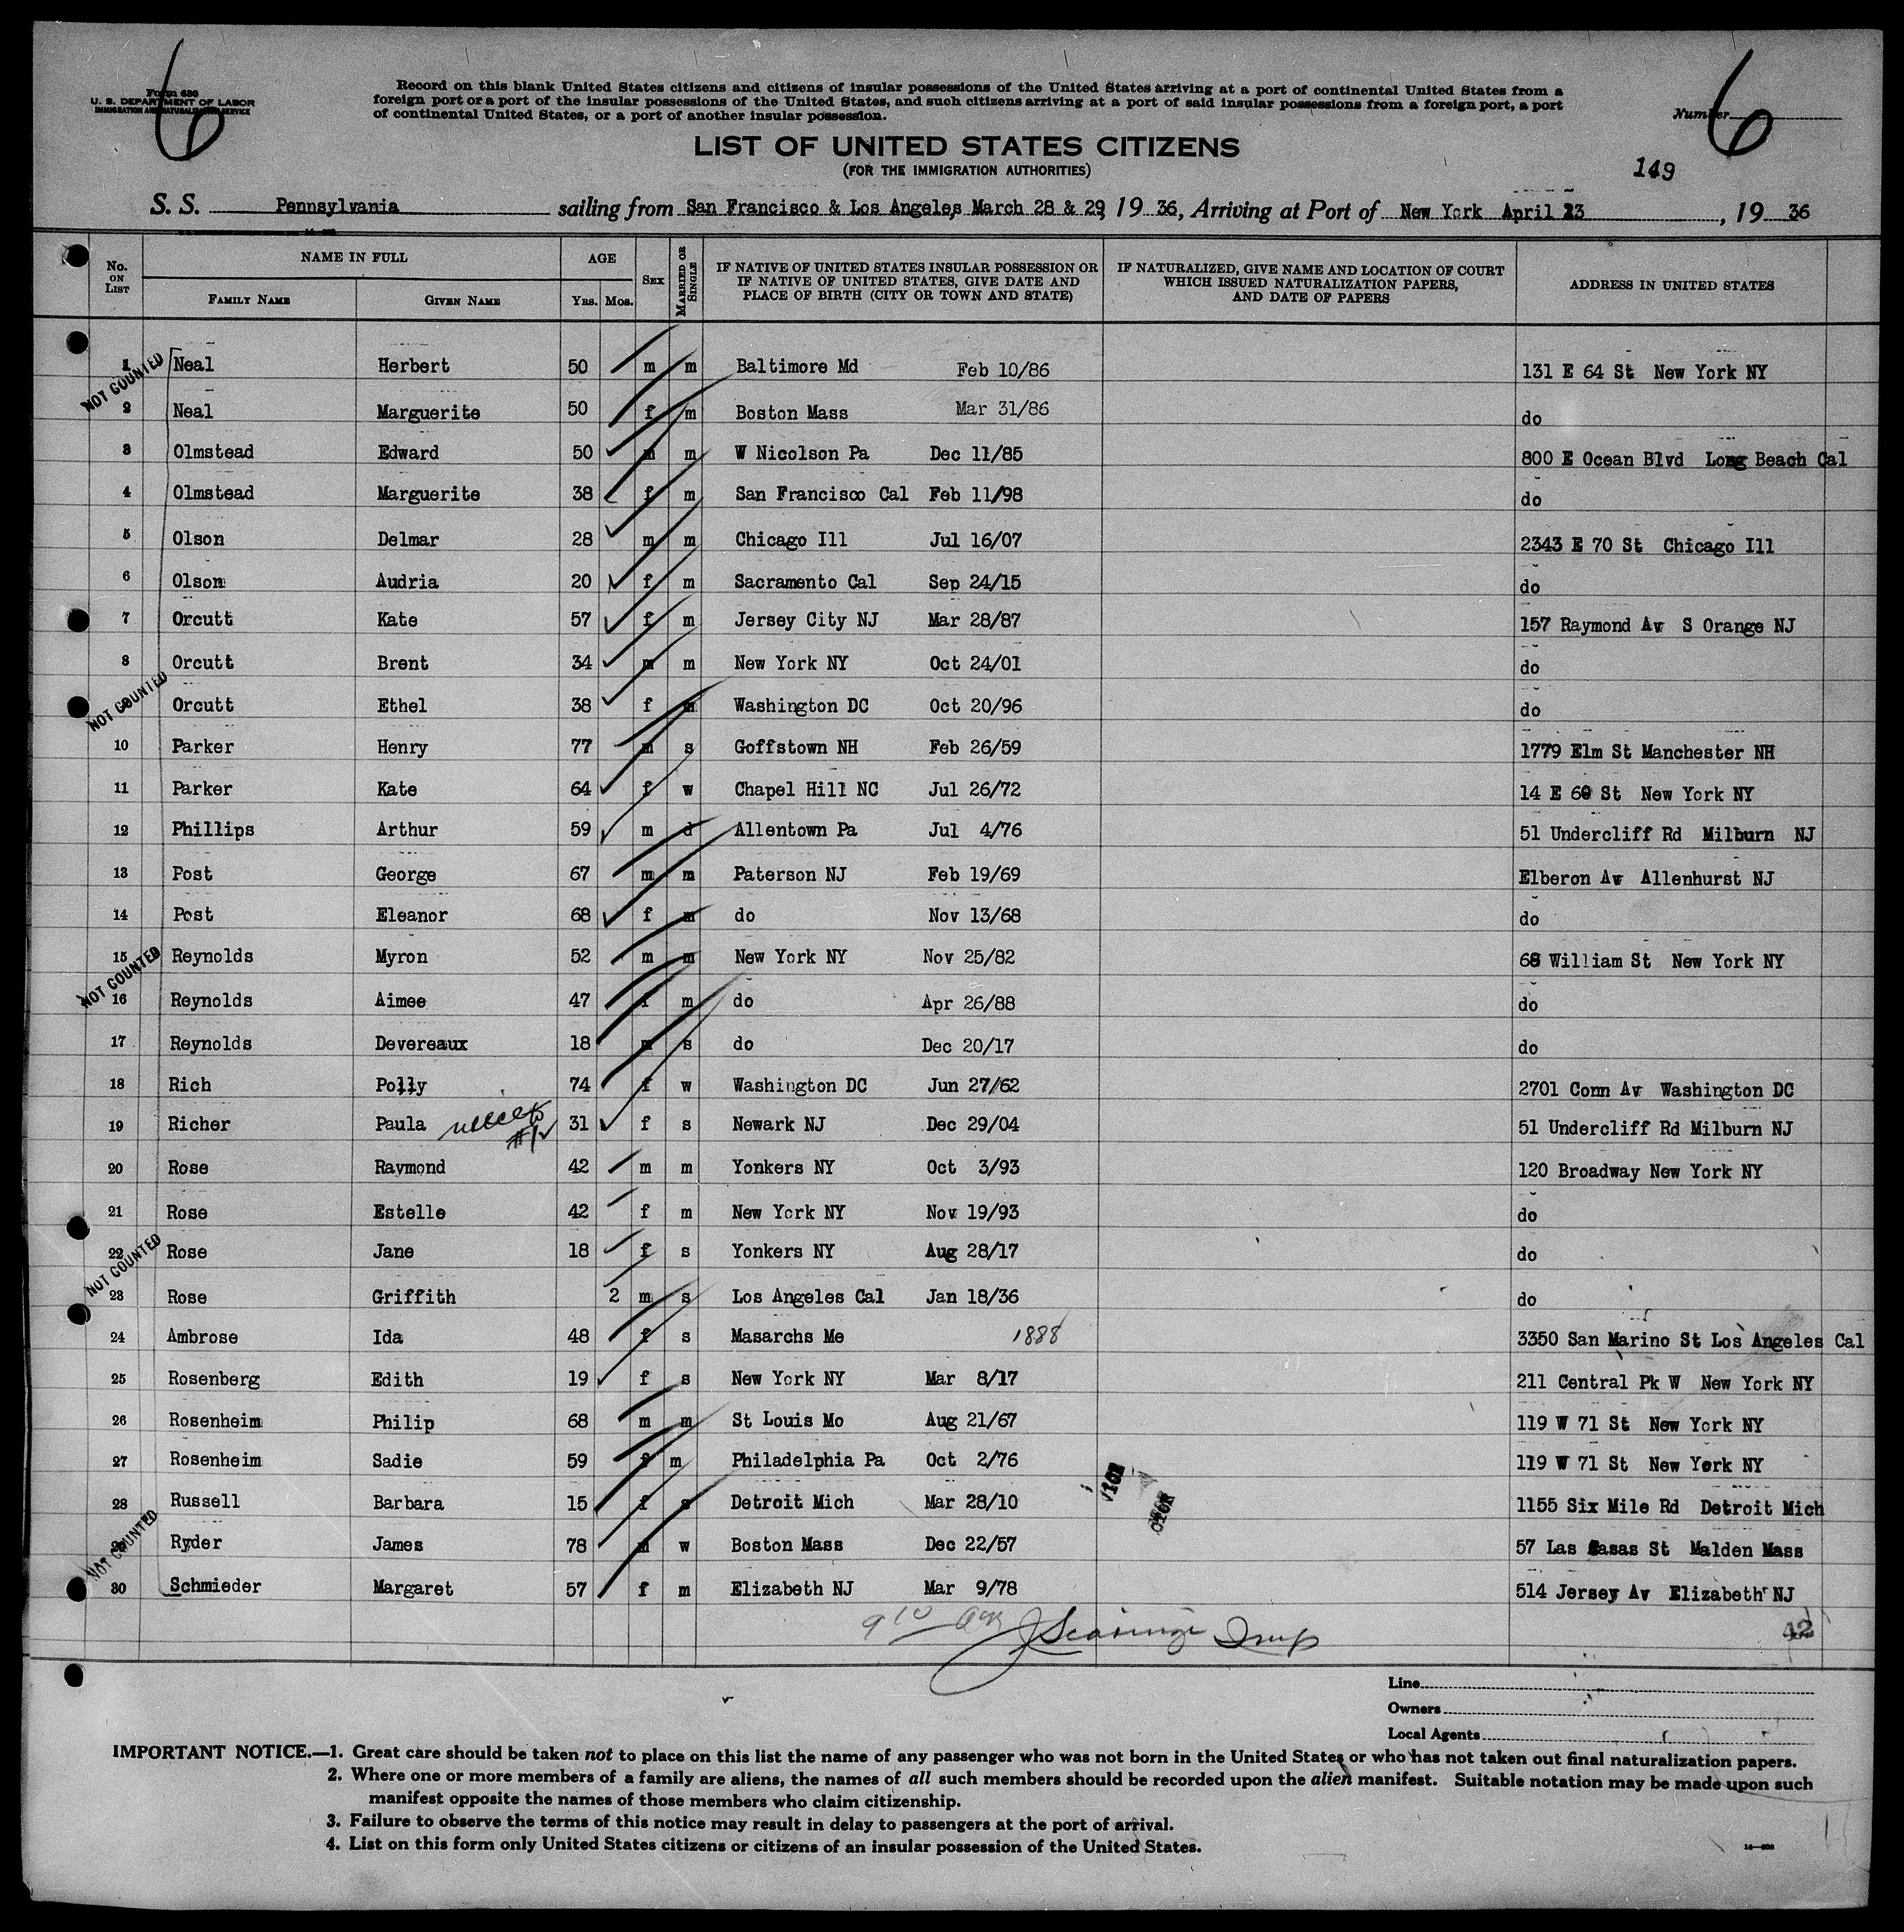 6
6
Form 630
U. S. DEPARTMENT OF LABOR
IMMIGRATION AND NATURALIZATION SERVICE
Record on this blank United States citizens and citizens of insular possessions of the United States arriving at a port of continental United States from a
foreign port or a port of the insular possessions of the United States, and such citizens arriving at a port of said insular possessions from a foreign port, a port
of continental United States, or a port of another insular possession.
Number
LIST OF UNITED STATES CITIZENS
(FOR THE IMMIGRATION AUTHORITIES)
149
S. S. Pennsylvania sailing from San Francisco & Los Angeles, March 28 & 29, 19 36, Arriving at Port of New York April 13, 19 36
No. ON LIST NAME IN FULL FAMILY NAME GIVEN NAME AGE YRS. MOS. SEX MARRIED OR SINGLE IF NATIVE OF UNITED STATES INSULAR POSSESSION OR IF NATIVE OF UNITED STATES, GIVE DATE AND PLACE OF BIRTH (CITY OR TOWN AND STATE) IF NATURALIZED, GIVE NAME AND LOCATION OF COURT WHICH ISSUED NATURALIZATION PAPERS, AND DATE OF PAPERS ADDRESS IN UNITED STATES
NOT COUNTED
1 Neal Herbert 50 m m Baltimore Md Feb 10/86 131 E 64 St New York NY
2 Neal Marguerite 50 f m Boston Mass Mar 31/86 do
3 Olmstead Edward 50 m m W Nicolson Pa Dec 11/85 800 E Ocean Blvd Long Beach Cal
4 Olmstead Marguerite 38 f m San Francisco Cal Feb 11/98 do
5 Olson Delmar 28 m m Chicago Ill Jul 16/07 2343 E 70 St Chicago Ill
6 Olson Audria 20 f m Sacramento Cal Sep 24/15 do
7 Orcutt Kate 57 f m Jersey City NJ Mar 28/87 157 Raymond Av S Orange NJ
8 Orcutt Brent 34 m m New York NY Oct 24/01 do
NOT COUNTED
9 Orcutt Ethel 38 f m Washington DC Oct 20/96 do
10 Parker Henry 77 m s Goffstown NH Feb 26/59 1779 Elm St Manchester NH
11 Parker Kate 64 f w Chapel Hill NC Jul 26/72 14 E 60 St New York NY
12 Phillips Arthur 59 m d Allentown Pa Jul 4/76 51 Undercliff Rd Milburn NJ
13 Post George 67 m m Paterson NJ Feb 19/69 Elberon Av Allenhurst NJ
14 Post Eleanor 68 f m do Nov 13/68 do
15 Reynolds Myron 52 m m New York NY Nov 25/82 68 William St New York NY
NOT COUNTED
16 Reynolds Aimee 47 f m do Apr 26/88 do
17 Reynolds Devereaux 18 m s do Dec 20/17 do
18 Rich Polly 74 f w Washington DC Jun 27/62 2701 Conn Av Washington DC
19 Richer Paula #1 31 f s Newark NJ Dec 29/04 51 Undercliff Rd Milburn NJ
20 Rose Raymond 42 m m Yonkers NY Oct 3/93 120 Broadway New York NY
21 Rose Estelle 42 f m New York NY Nov 19/93 do
22 Rose Jane 18 f s Yonkers NY Aug 28/17 do
NOT COUNTED
23 Rose Griffith 2 m s Los Angeles Cal Jan 18/36 do
24 Ambrose Ida 48 f s Masarchs Me 1888 3350 San Marino St Los Angeles Cal
25 Rosenberg Edith 19 f s New York NY Mar 8/17 211 Central Pk W New York NY
26 Rosenheim Philip 68 m m St Louis Mo Aug 21/67 119 W 71 St New York NY
27 Rosenheim Sadie 59 f m Philadelphia Pa Oct 2/76 119 W 71 St New York NY
28 Russell Barbara 15 f s Detroit Mich Mar 28/10 1155 Six Mile Rd Detroit Mich
NOT COUNTED
29 Ryder James 78 m w Boston Mass Dec 22/57 57 Las Casas St Malden Mass
30 Schmieder Margaret 57 f m Elizabeth NJ Mar 9/78 514 Jersey Av Elizabeth NJ
Insp
12
Line
Owners
Local Agents
IMPORTANT NOTICE.—1. Great care should be taken not to place on this list the name of any passenger who was not born in the United States or who has not taken out final naturalization papers.
2. Where one or more members of a family are aliens, the names of all such members should be recorded upon the alien manifest. Suitable notation may be made upon such
manifest opposite the names of those members who claim citizenship.
3. Failure to observe the terms of this notice may result in delay to passengers at the port of arrival.
4. List on this form only United States citizens or citizens of an insular possession of the United States.